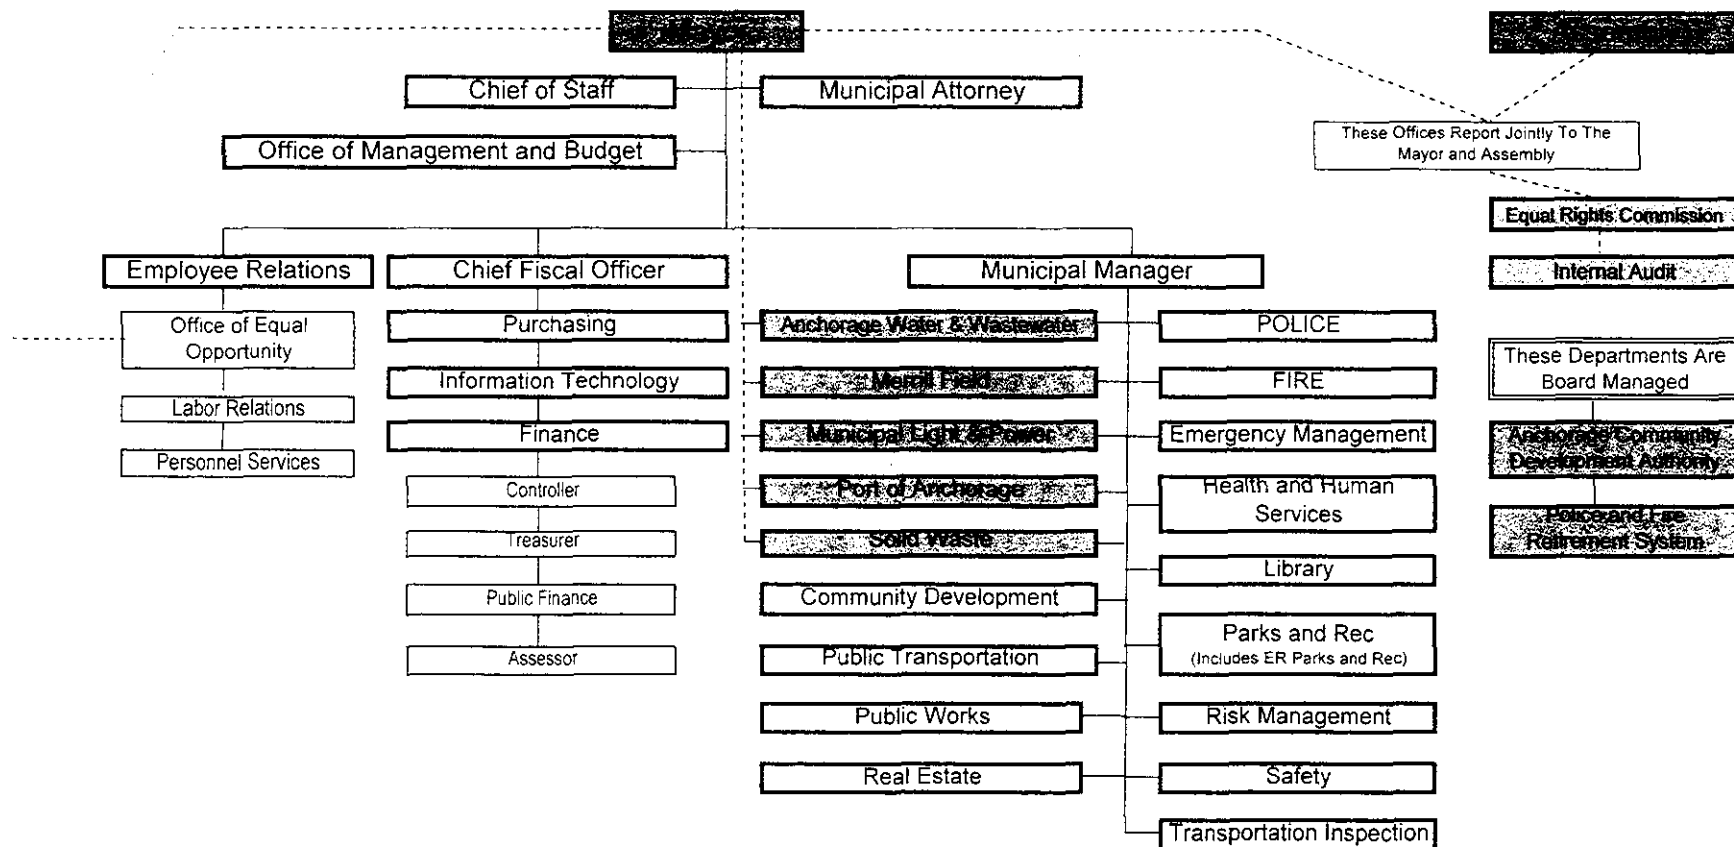 Chief of Staff
Municipal Attorney
Office of Management and Budget
These Offices Report Jointly To The
Mayor and Assembly
Equal Rights Commission
Internal Audit
Employee Relations
Chief Fiscal Officer
Municipal Manager
Office of Equal
Opportunity
Labor Relations
Personnel Services
Purchasing
Information Technology
Finance
Controller
Treasurer
Public Finance
Assessor
Anchorage Water & Wastewater
Merrill Field
Municipal Light & Power
Port of Anchorage
Solid Waste
Community Development
Public Transportation
Public Works
Real Estate
POLICE
FIRE
Emergency Management
Health and Human
Services
Library
Parks and Rec
(Includes ER Parks and Rec)
Risk Management
Safety
Transportation Inspection
These Departments Are
Board Managed
Anchorage Community
Development Authority
Police and Fire
Retirement System